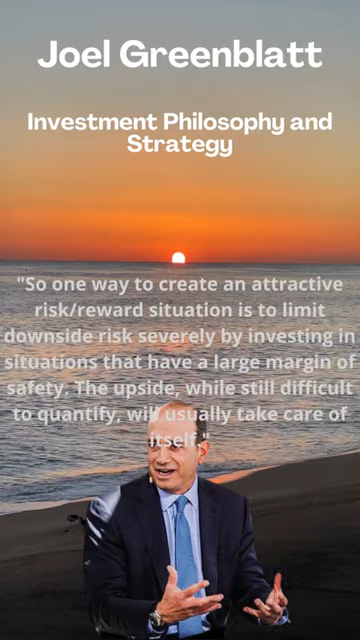 Joel Greenblatt
Investment Philosophy and
Strategy
"So one way to create an attractive
risk/reward situation is to limit
downside risk severely by investing in
situations that have a large margin of
safety. The upside, while still difficult
to quantify, will usually take care of
itself."